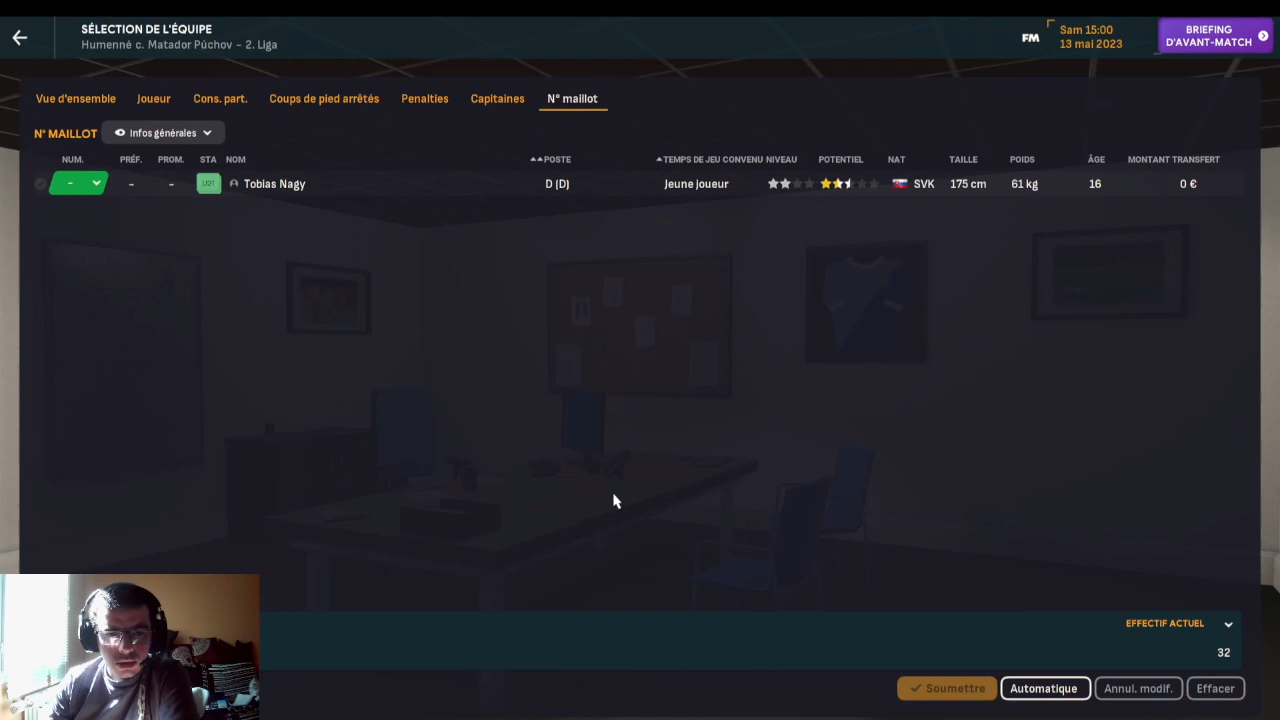 SÉLECTION DE L'ÉQUIPE
Humenné c. Matador Púchov - 2. Liga
FM
Sam 15:00
13 mai 2023
BRIEFING
D'AVANT-MATCH
Vue d'ensemble Joueur Cons. part. Coups de pied arrêtés Penalties Capitaines N° maillot
N° MAILLOT Infos générales
NUM. PRÉF. PROM. STA NOM POSTE TEMPS DE JEU CONVENU NIVEAU POTENTIEL NAT TAILLE POIDS ÂGE MONTANT TRANSFERT
- - - U21 Tobias Nagy D (D) Jeune joueur SVK 175 cm 61 kg 16 0 €
EFFECTIF ACTUEL
32
Soumettre Automatique Annul. modif. Effacer